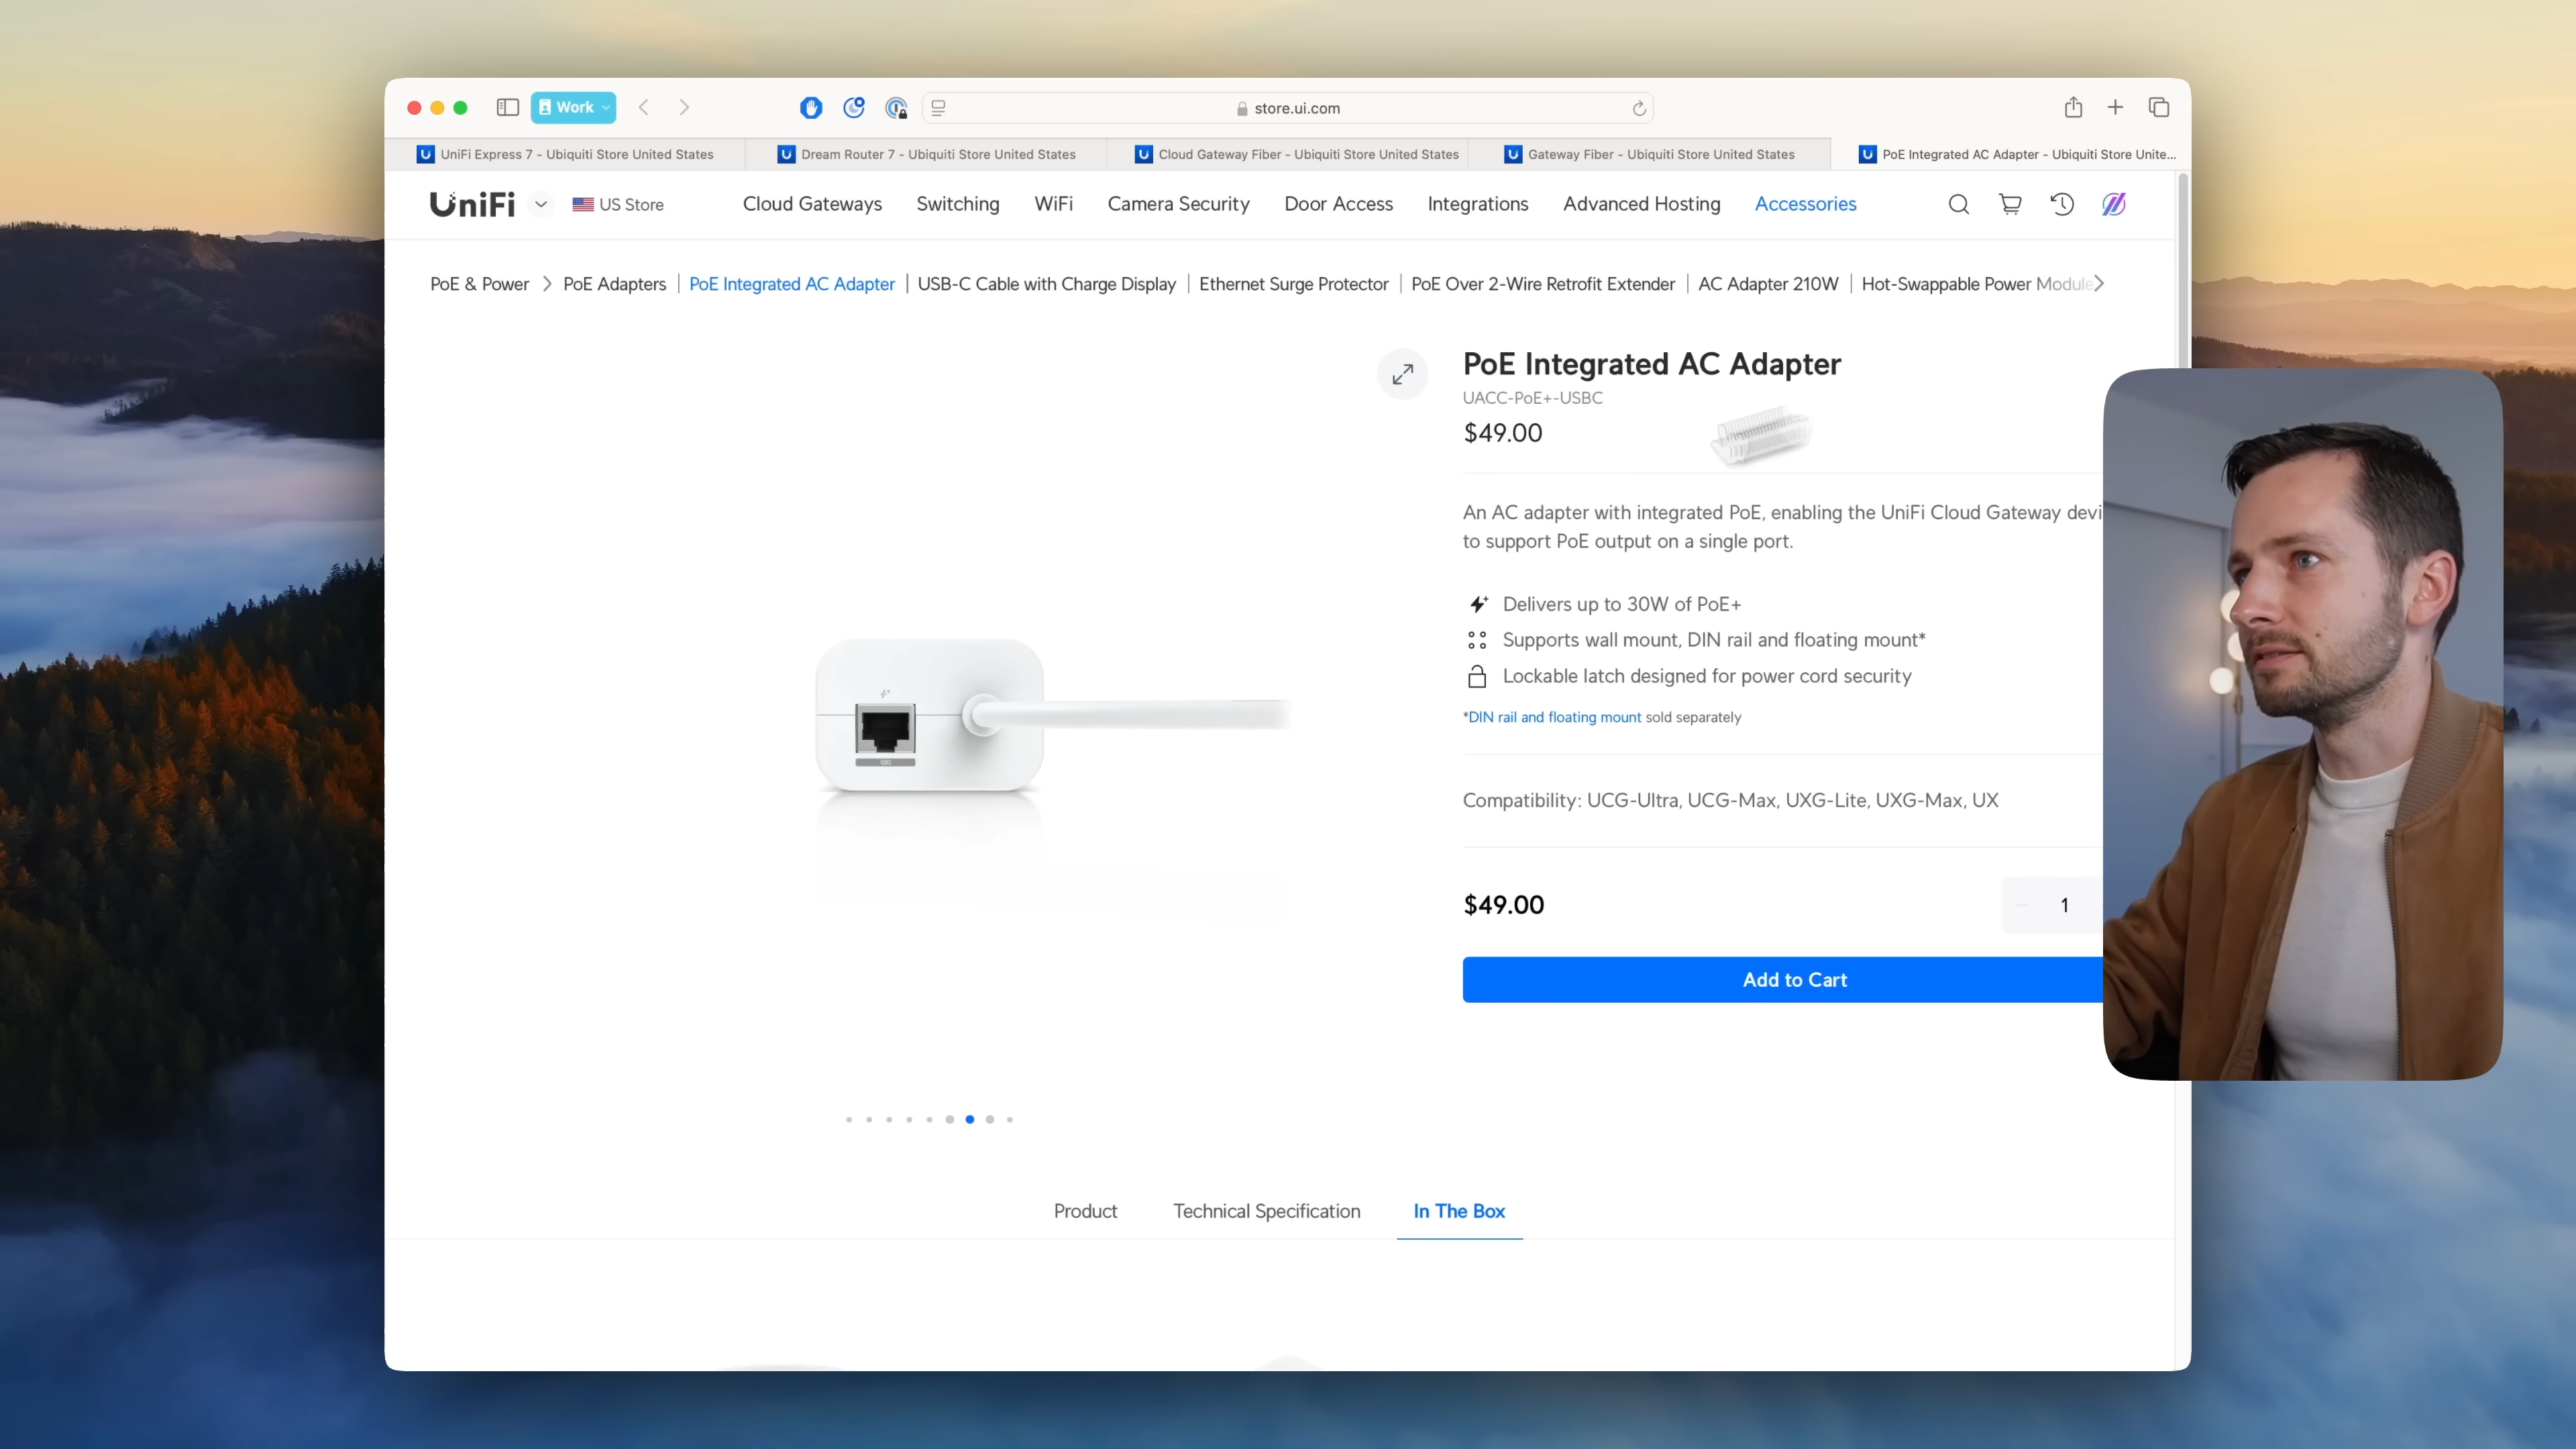 Work
store.ui.com
UniFi Express 7 - Ubiquiti Store United States
Dream Router 7 - Ubiquiti Store United States
Cloud Gateway Fiber - Ubiquiti Store United States
Gateway Fiber - Ubiquiti Store United States
PoE Integrated AC Adapter - Ubiquiti Store Unite...
UniFi
US Store
Cloud Gateways
Switching
WiFi
Camera Security
Door Access
Integrations
Advanced Hosting
Accessories
PoE & Power
PoE Adapters
PoE Integrated AC Adapter
USB-C Cable with Charge Display
Ethernet Surge Protector
PoE Over 2-Wire Retrofit Extender
AC Adapter 210W
Hot-Swappable Power Module
PoE Integrated AC Adapter
UACC-PoE+-USBC
$49.00
An AC adapter with integrated PoE, enabling the UniFi Cloud Gateway devi
to support PoE output on a single port.
Delivers up to 30W of PoE+
Supports wall mount, DIN rail and floating mount*
Lockable latch designed for power cord security
*DIN rail and floating mount sold separately
Compatibility: UCG-Ultra, UCG-Max, UXG-Lite, UXG-Max, UX
$49.00
1
Add to Cart
Product
Technical Specification
In The Box